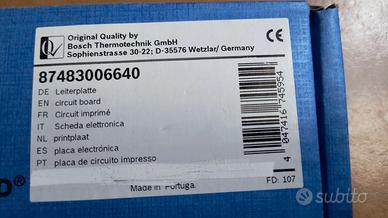 Original Quality by
Bosch Thermotechnik GmbH
Sophienstrasse 30-22; D-35576 Wetzlar/ Germany
CE
87483006640
DE Leiterplatte
EN circuit board
FR Circuit imprimé
IT Scheda elettronica
NL printplaat
ES placa electrónica
PT placa de circuito impresso
4 047416 745954
Made in Portugal
FD: 107
D®
subito